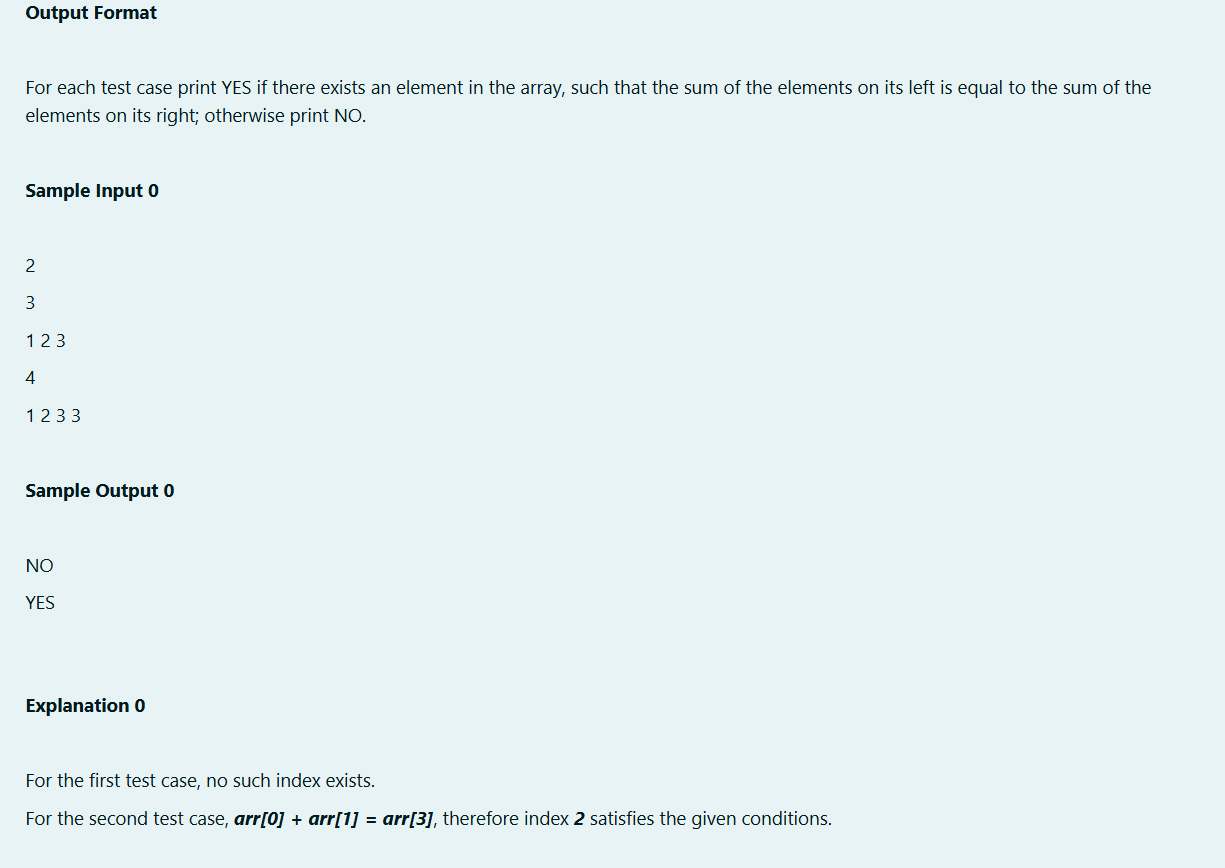 Output Format
For each test case print YES if there exists an element in the array, such that the sum of the elements on its left is equal to the sum of the
elements on its right; otherwise print NO.
Sample Input 0
2
3
1 2 3
4
1 2 3 3
Sample Output 0
NO
YES
Explanation 0
For the first test case, no such index exists.
For the second test case, arr[0] + arr[1] = arr[3], therefore index 2 satisfies the given conditions.